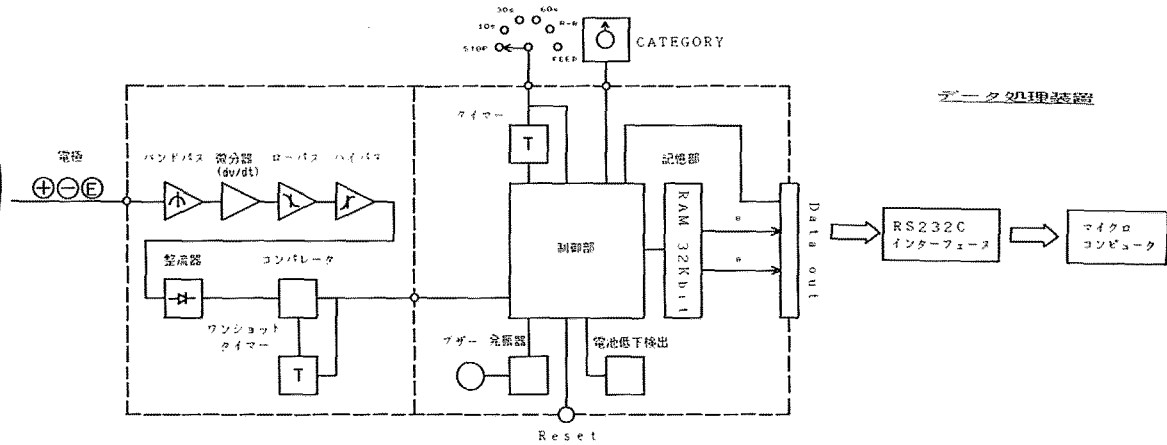 30s 60s
10s R-R
STOP FEED
CATEGORY
データ処理装置
タイマー
T
電極
+ - E
バンドパス 微分器 ローパス ハイパス
(dv/dt)
記憶部
制御部
RAM 32Kbit
8
8
Data out
RS232C
インターフェース
マイクロ
コンピュータ
整流器
コンパレータ
ワンショット
タイマー
T
ブザー 発振器
電池低下検出
Reset